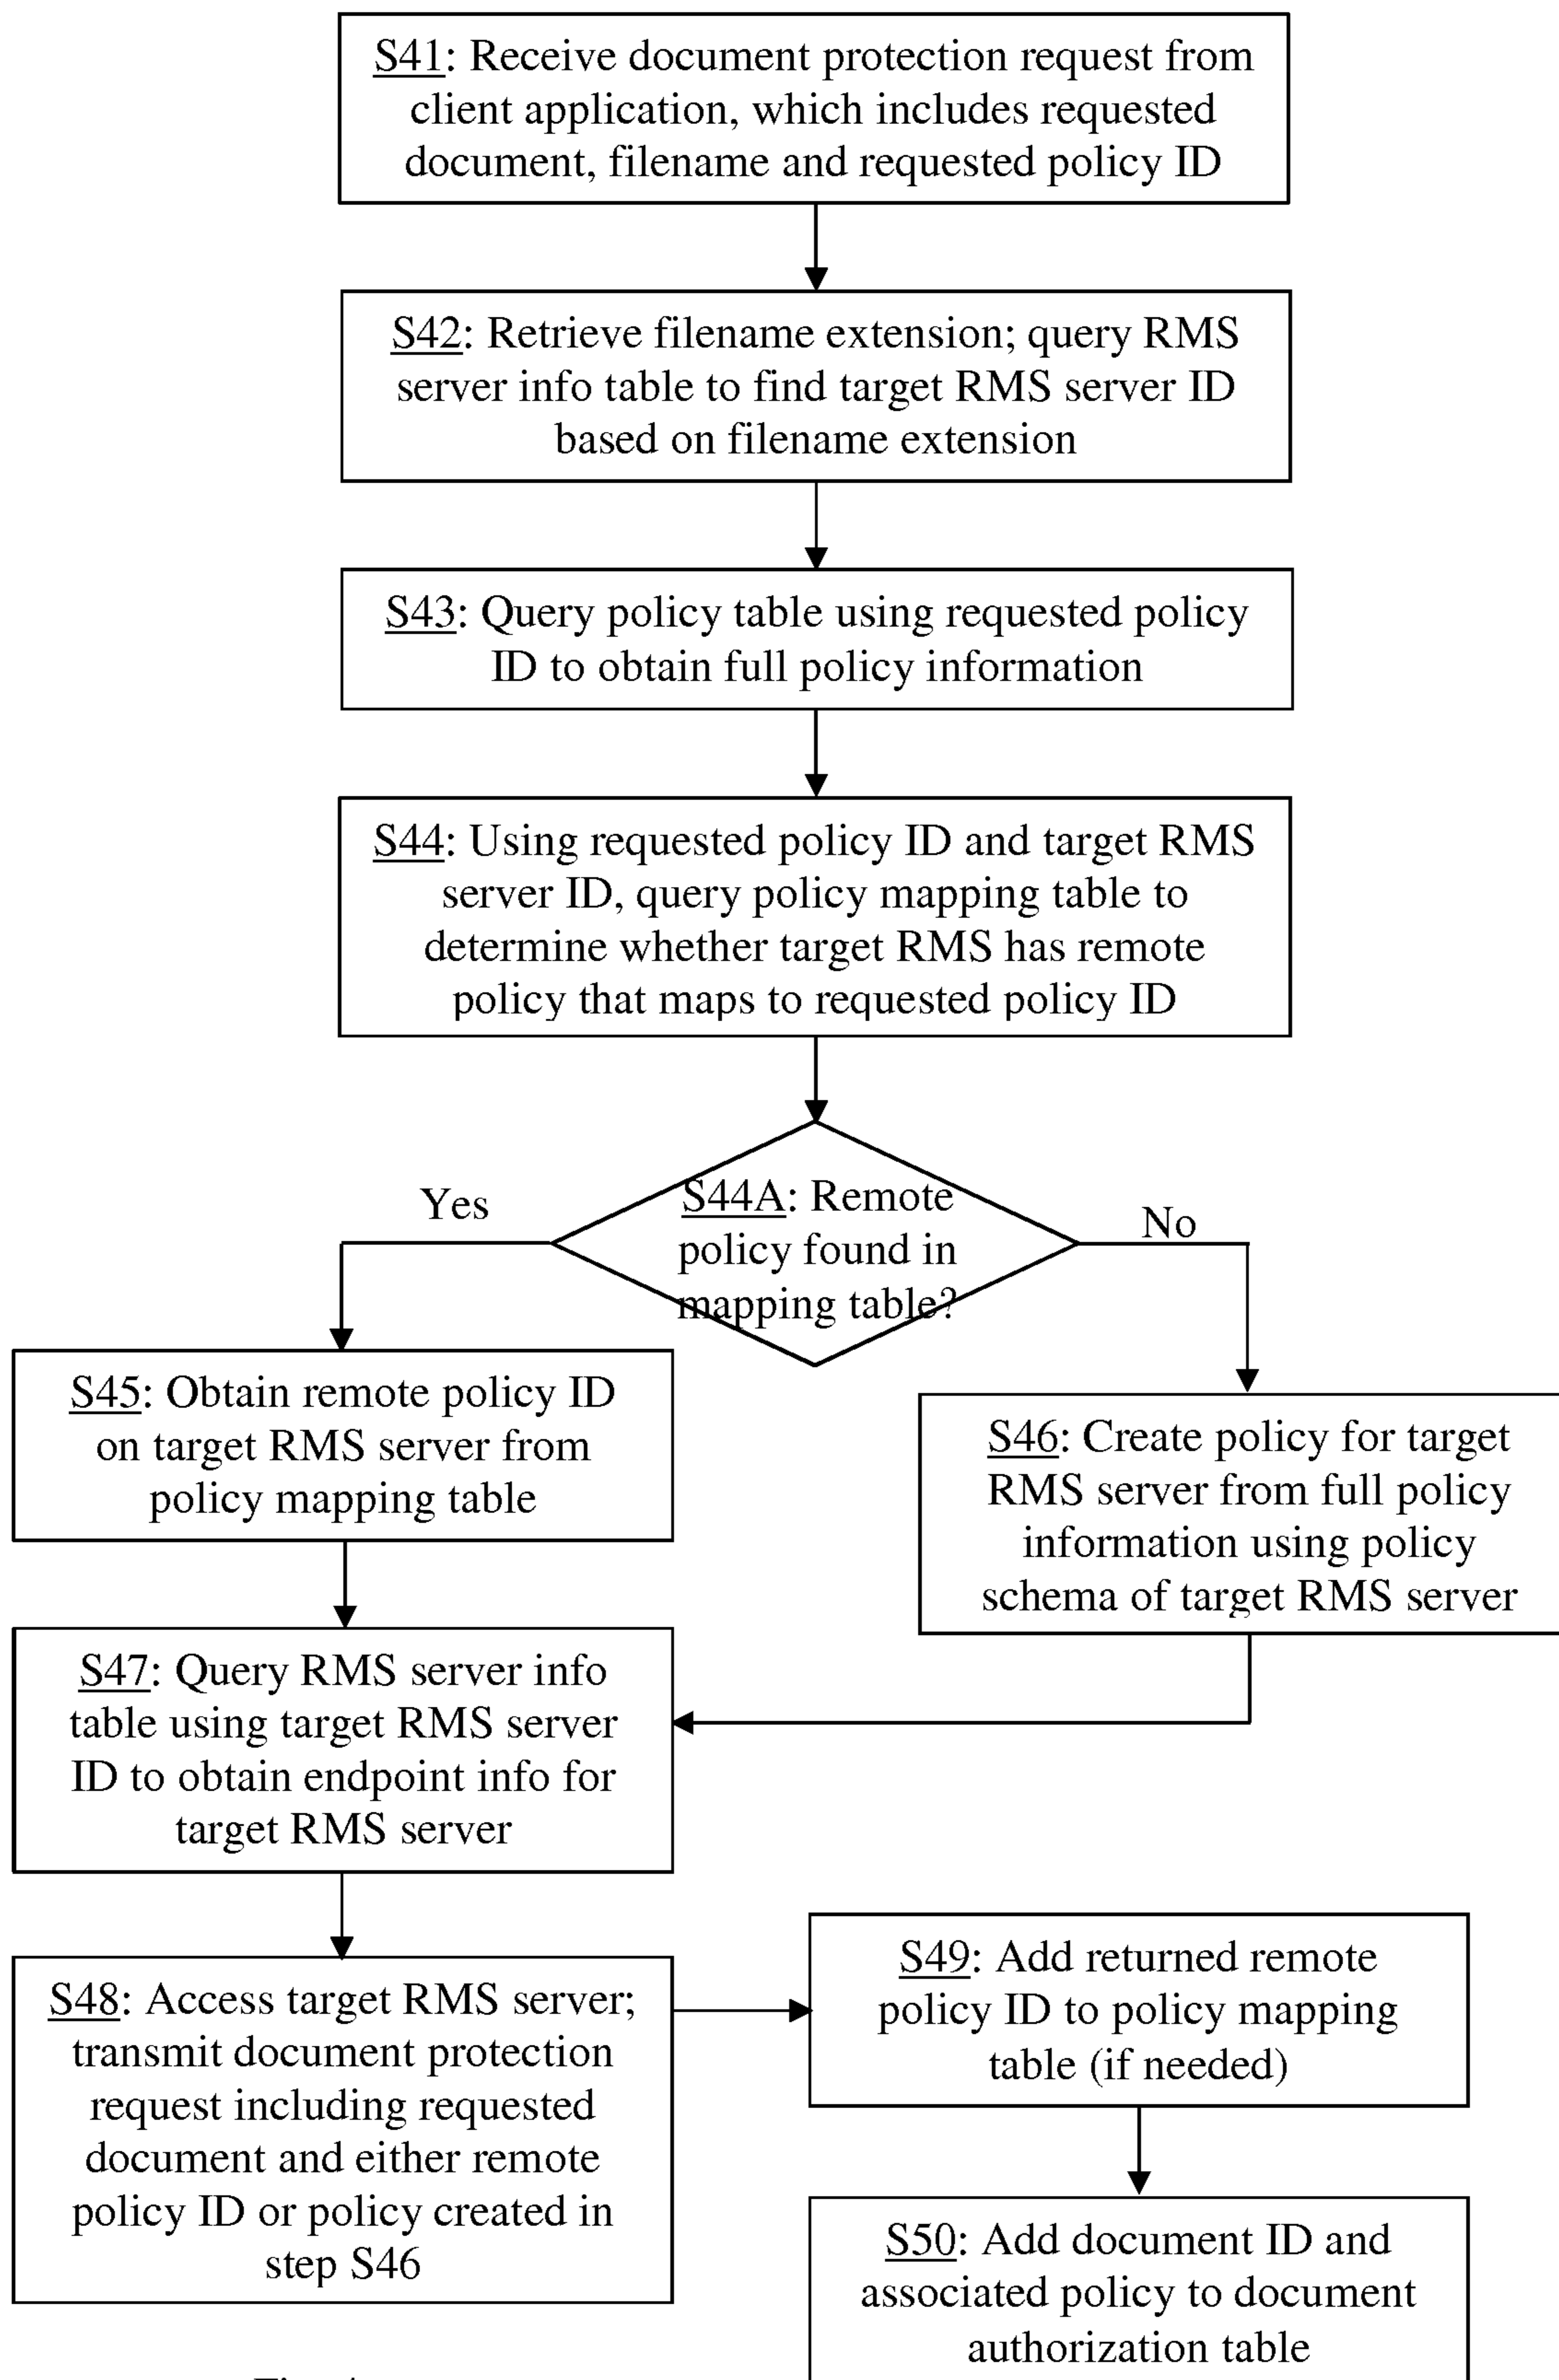 S41: Receive document protection request from
client application, which includes requested
document, filename and requested policy ID
S42: Retrieve filename extension; query RMS
server info table to find target RMS server ID
based on filename extension
S43: Query policy table using requested policy
ID to obtain full policy information
S44: Using requested policy ID and target RMS
server ID, query policy mapping table to
determine whether target RMS has remote
policy that maps to requested policy ID
S44A: Remote
policy found in
mapping table?
Yes
No
S45: Obtain remote policy ID
on target RMS server from
policy mapping table
S46: Create policy for target
RMS server from full policy
information using policy
schema of target RMS server
S47: Query RMS server info
table using target RMS server
ID to obtain endpoint info for
target RMS server
S48: Access target RMS server;
transmit document protection
request including requested
document and either remote
policy ID or policy created in
step S46
S49: Add returned remote
policy ID to policy mapping
table (if needed)
S50: Add document ID and
associated policy to document
authorization table